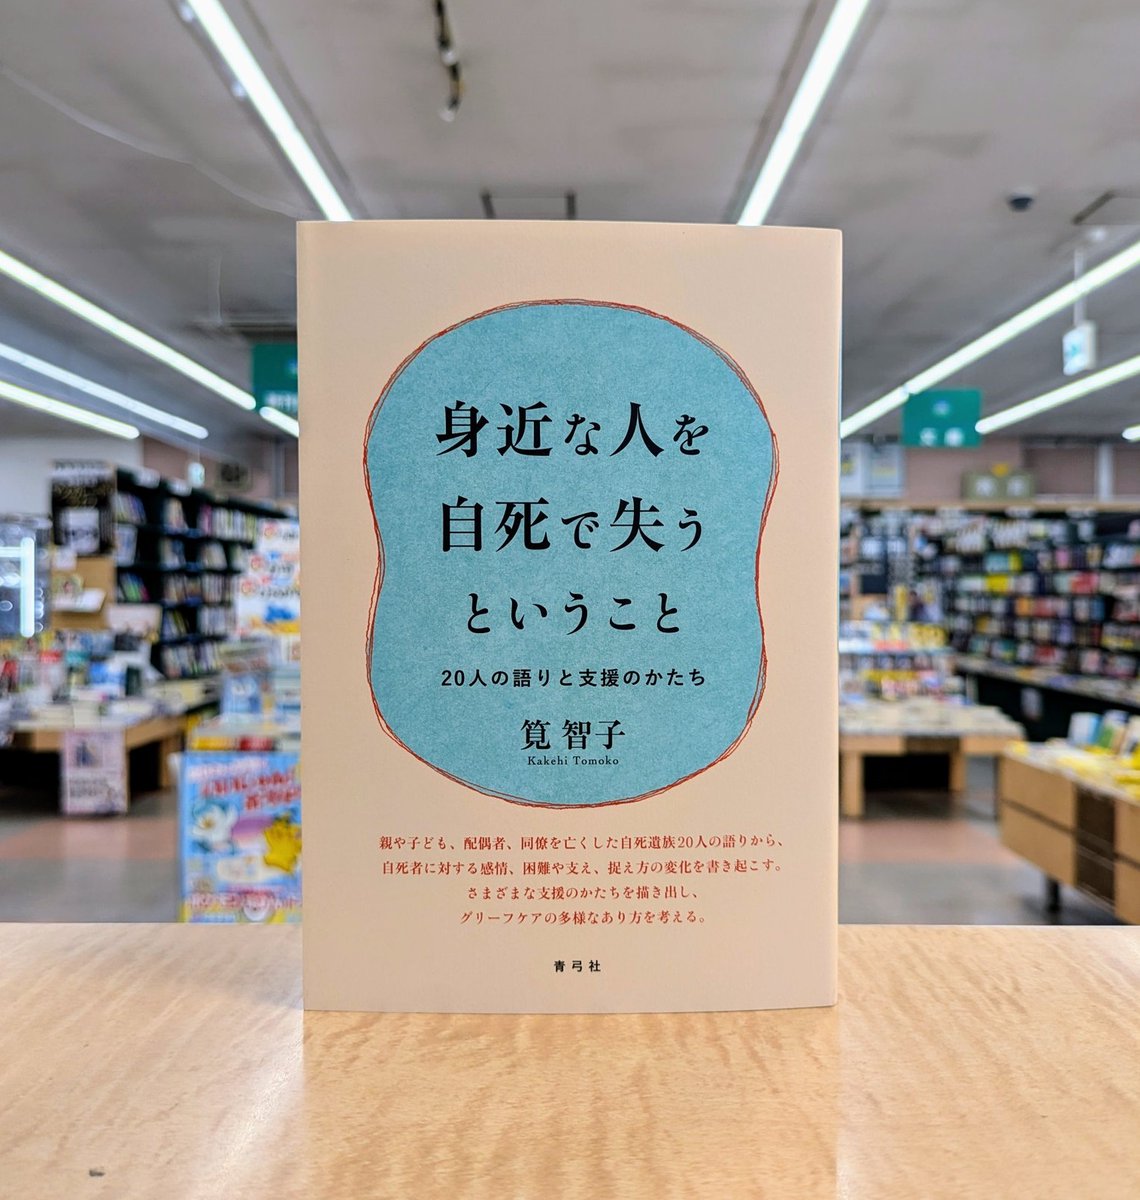 身近な人を
自死で失う
ということ
20人の語りと支援のかたち
筧 智子
Kakehi Tomoko
親や子ども、配偶者、同僚を亡くした自死遺族20人の語りから、
自死者に対する感情、困難や支え、捉え方の変化を書き起こす。
さまざまな支援のかたちを描き出し、
グリーフケアの多様なあり方を考える。
青弓社